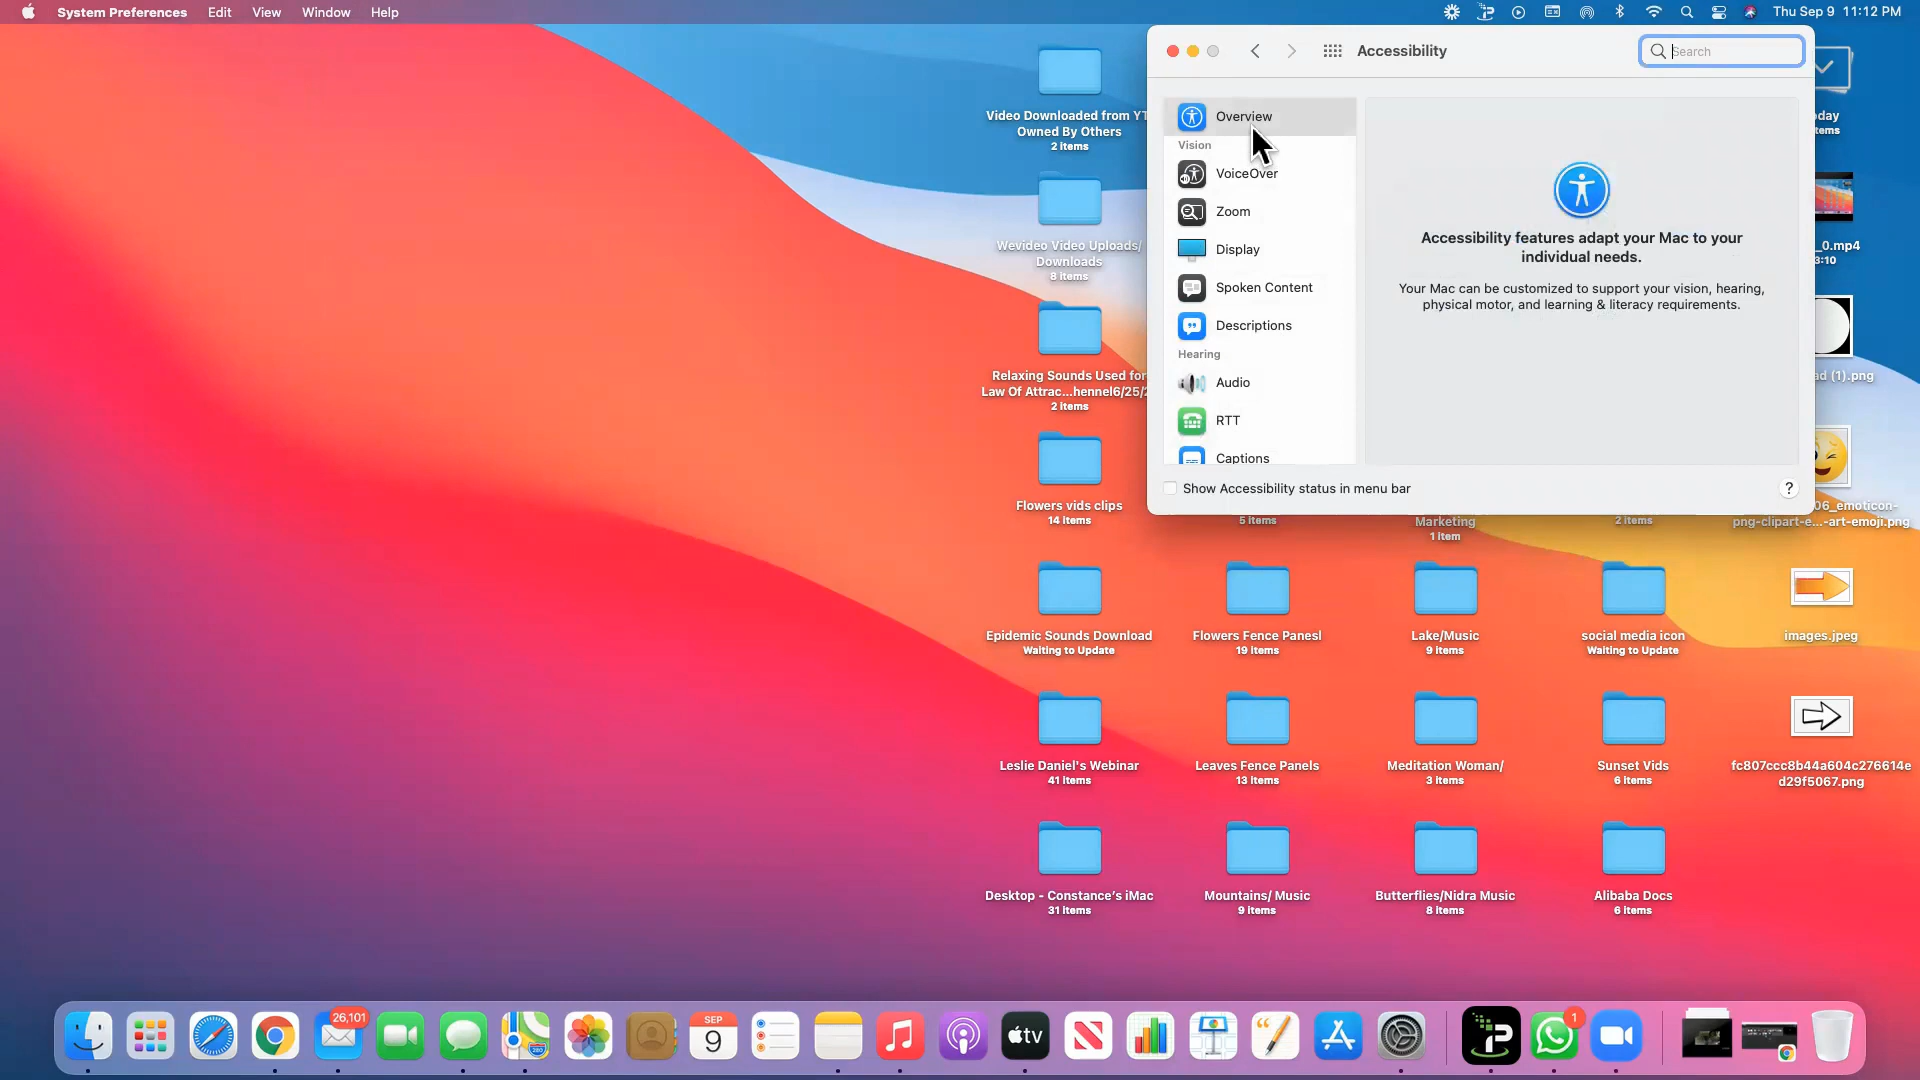 System Preferences Edit View Window Help
Thu Sep 9 11:12 PM
Accessibility
Search
Overview
Vision
VoiceOver
Zoom
Display
Spoken Content
Descriptions
Hearing
Audio
RTT
Captions
Accessibility features adapt your Mac to your
individual needs.
Your Mac can be customized to support your vision, hearing,
physical motor, and learning & literacy requirements.
Show Accessibility status in menu bar
?
Video Downloaded from YT
Owned By Others
2 items
Wevideo Video Uploads/
Downloads
8 items
_0.mp4
3:10
Relaxing Sounds Used for
Law Of Attrac...hennel6/25/2
2 items
ad (1).png
Flowers vids clips
14 items
5 items
Marketing
1 item
2 items
06_emoticon-
png-clipart-e...-art-emoji.png
Epidemic Sounds Download
Waiting to Update
Flowers Fence Panesl
19 items
Lake/Music
9 items
social media icon
Waiting to Update
images.jpeg
Leslie Daniel's Webinar
41 items
Leaves Fence Panels
13 items
Meditation Woman/
3 items
Sunset Vids
6 items
fc807ccc8b44a604c276614e
d29f5067.png
Desktop - Constance's iMac
31 items
Mountains/ Music
9 items
Butterflies/Nidra Music
8 items
Alibaba Docs
6 items
26,101
SEP
9
tv
1